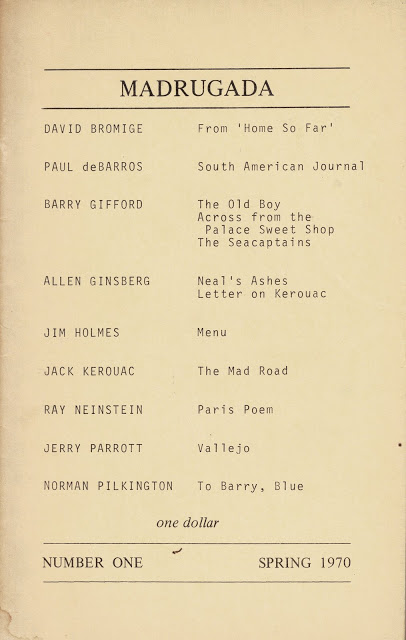 MADRUGADA
DAVID BROMIGE From 'Home So Far'
PAUL deBARROS South American Journal
BARRY GIFFORD The Old Boy
Across from the
Palace Sweet Shop
The Seacaptains
ALLEN GINSBERG Neal's Ashes
Letter on Kerouac
JIM HOLMES Menu
JACK KEROUAC The Mad Road
RAY NEINSTEIN Paris Poem
JERRY PARROTT Vallejo
NORMAN PILKINGTON To Barry, Blue
one dollar
NUMBER ONE SPRING 1970